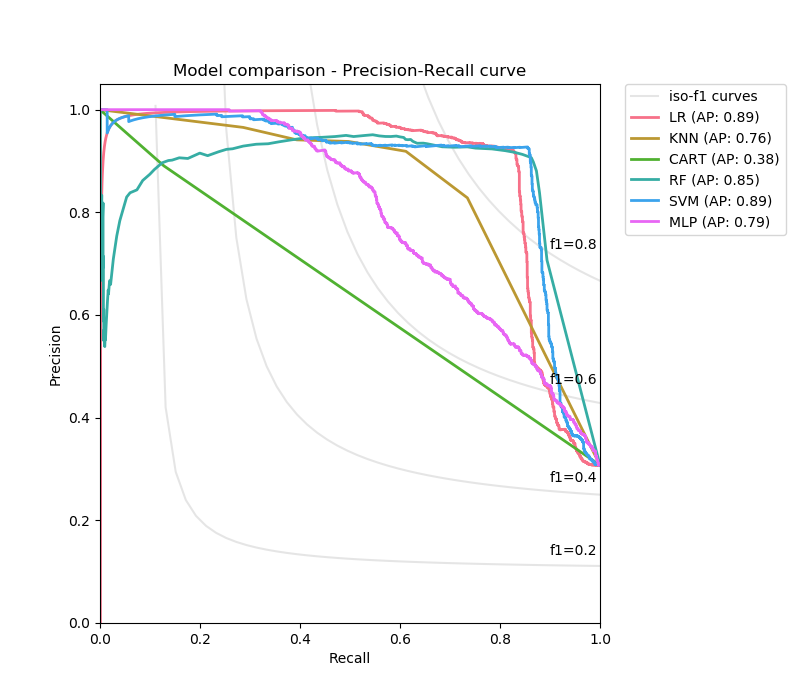 Model comparison - Precision-Recall curve
iso-f1 curves
LR (AP: 0.89)
KNN (AP: 0.76)
CART (AP: 0.38)
RF (AP: 0.85)
SVM (AP: 0.89)
MLP (AP: 0.79)
1.0
0.8
0.6
0.4
0.2
0.0
Precision
f1=0.8
f1=0.6
f1=0.4
f1=0.2
0.0 0.2 0.4 0.6 0.8 1.0
Recall